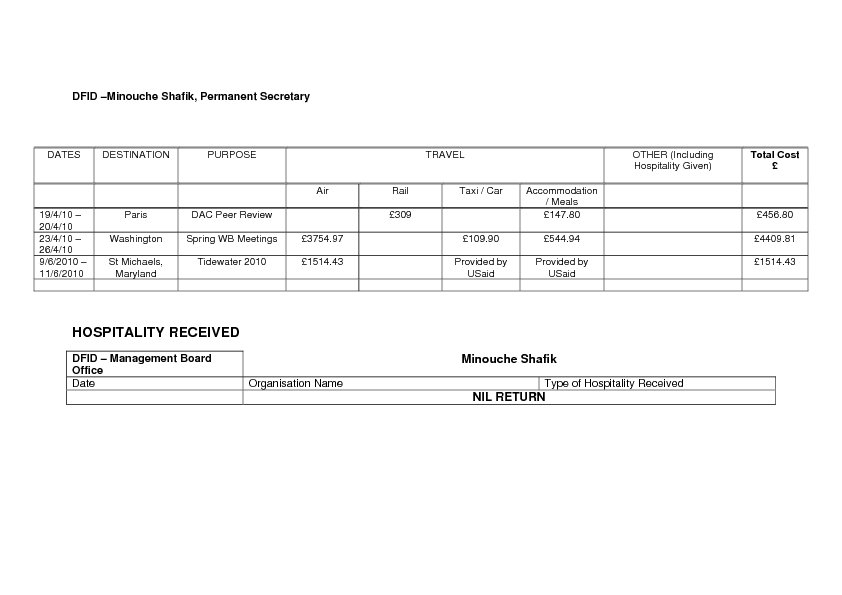 DFID –Minouche Shafik, Permanent Secretary
DATES DESTINATION PURPOSE TRAVEL OTHER (Including Hospitality Given) Total Cost £
Air Rail Taxi / Car Accommodation / Meals
19/4/10 – 20/4/10 Paris DAC Peer Review £309 £147.80 £456.80
23/4/10 – 26/4/10 Washington Spring WB Meetings £3754.97 £109.90 £544.94 £4409.81
9/6/2010 – 11/6/2010 St Michaels, Maryland Tidewater 2010 £1514.43 Provided by USaid Provided by USaid £1514.43
HOSPITALITY RECEIVED
DFID – Management Board Office Minouche Shafik
Date Organisation Name Type of Hospitality Received
NIL RETURN